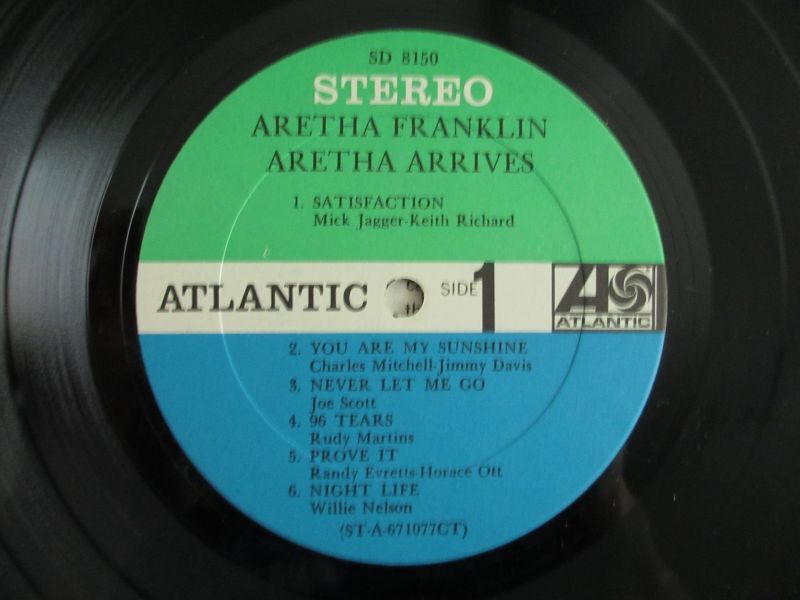 SD 8150
STEREO
ARETHA FRANKLIN
ARETHA ARRIVES
1. SATISFACTION
Mick Jagger-Keith Richard
ATLANTIC
SIDE 1
ATLANTIC
2. YOU ARE MY SUNSHINE
Charles Mitchell-Jimmy Davis
3. NEVER LET ME GO
Joe Scott
4. 96 TEARS
Rudy Martins
5. PROVE IT
Randy Evretts-Horace Ott
6. NIGHT LIFE
Willie Nelson
(ST-A-671077CT)